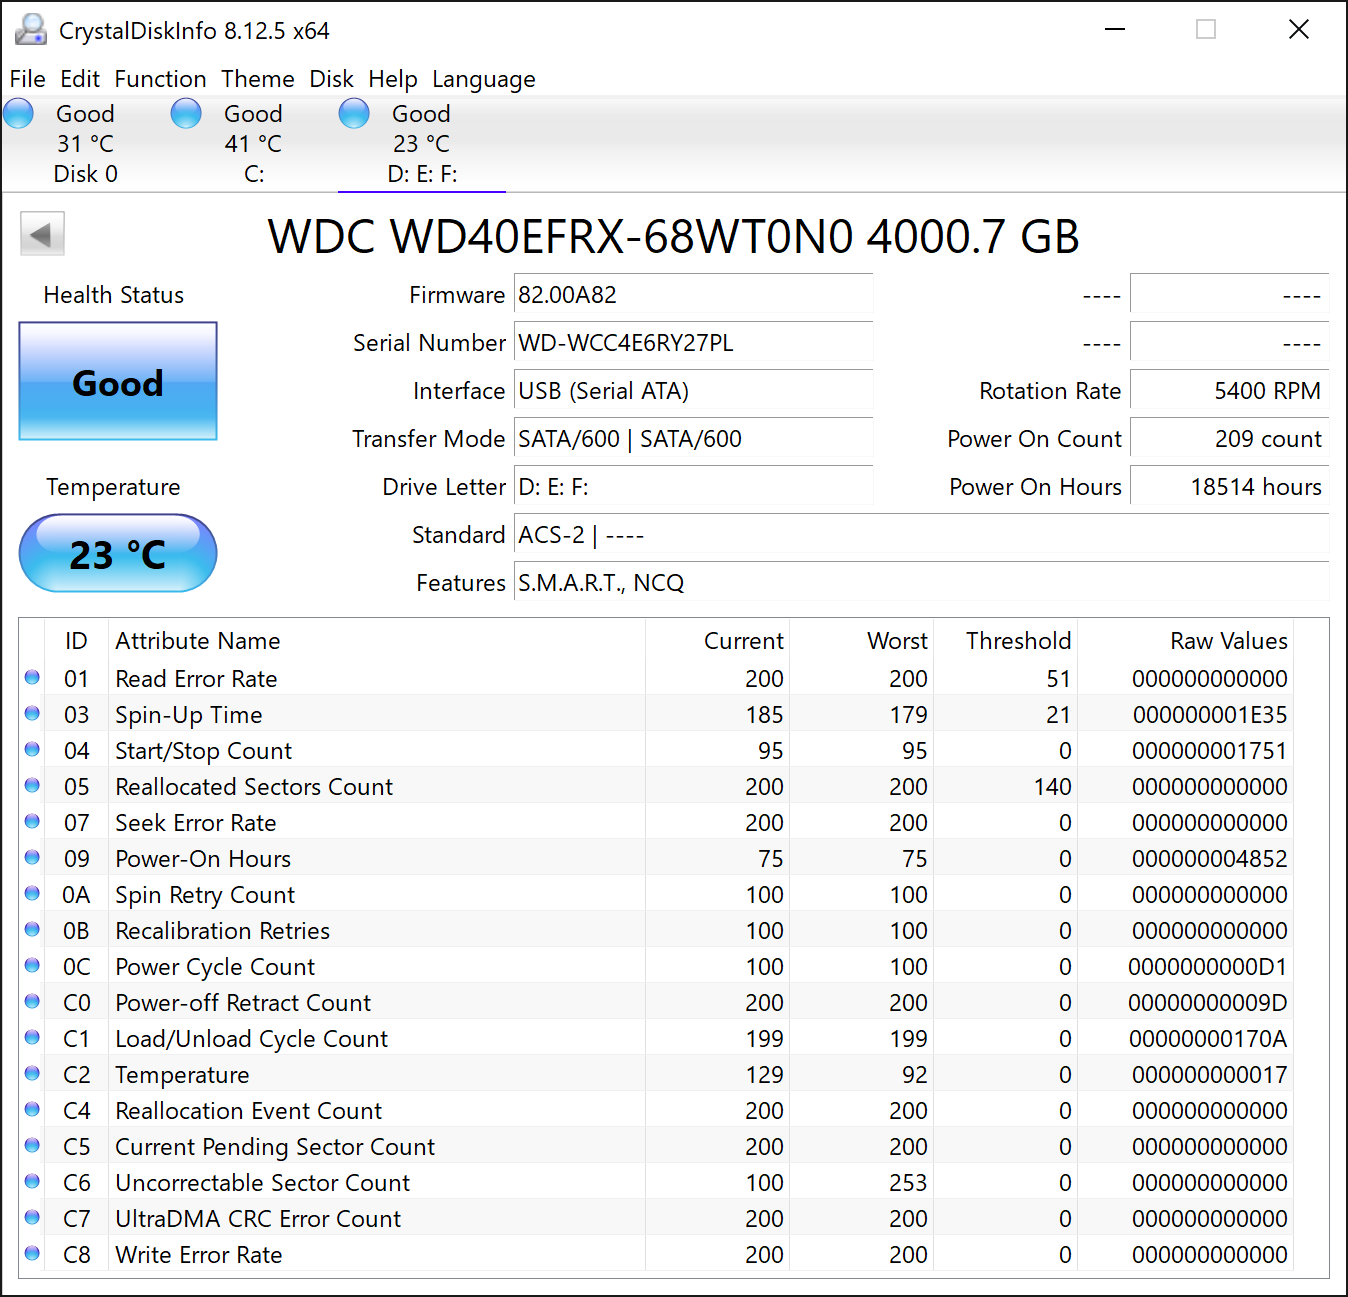 CrystalDiskInfo 8.12.5 x64
File Edit Function Theme Disk Help Language
Good Good Good
31 °C 41 °C 23 °C
Disk 0 C: D: E: F:
WDC WD40EFRX-68WT0N0 4000.7 GB
Health Status Firmware 82.00A82 ---- ----
Serial Number WD-WCC4E6RY27PL ---- ----
Good Interface USB (Serial ATA) Rotation Rate 5400 RPM
Transfer Mode SATA/600 | SATA/600 Power On Count 209 count
Temperature Drive Letter D: E: F: Power On Hours 18514 hours
23 °C Standard ACS-2 | ----
Features S.M.A.R.T., NCQ
ID Attribute Name Current Worst Threshold Raw Values
01 Read Error Rate 200 200 51 000000000000
03 Spin-Up Time 185 179 21 000000001E35
04 Start/Stop Count 95 95 0 000000001751
05 Reallocated Sectors Count 200 200 140 000000000000
07 Seek Error Rate 200 200 0 000000000000
09 Power-On Hours 75 75 0 000000004852
0A Spin Retry Count 100 100 0 000000000000
0B Recalibration Retries 100 100 0 000000000000
0C Power Cycle Count 100 100 0 0000000000D1
C0 Power-off Retract Count 200 200 0 00000000009D
C1 Load/Unload Cycle Count 199 199 0 00000000170A
C2 Temperature 129 92 0 000000000017
C4 Reallocation Event Count 200 200 0 000000000000
C5 Current Pending Sector Count 200 200 0 000000000000
C6 Uncorrectable Sector Count 100 253 0 000000000000
C7 UltraDMA CRC Error Count 200 200 0 000000000000
C8 Write Error Rate 200 200 0 000000000000